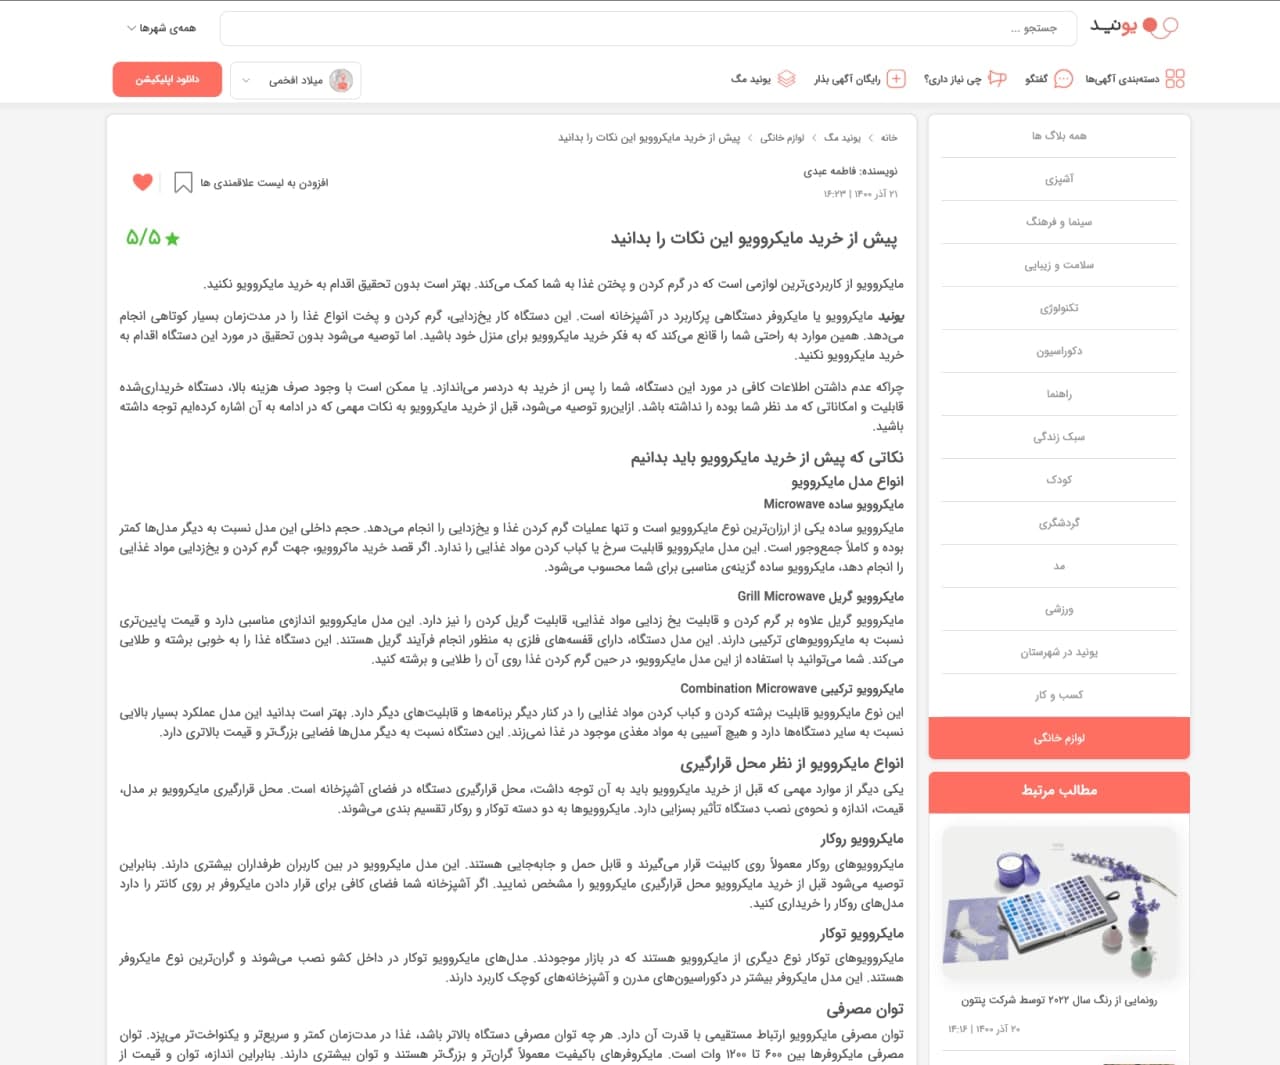 یونید
جستجو ...
همه‌ی شهرها
دسته‌بندی آگهی‌ها
گفتگو
چی نیاز داری؟
رایگان آگهی بذار
یونید مگ
میلاد افخمی
دانلود اپلیکیشن
همه بلاگ ها
آشپزی
سینما و فرهنگ
سلامت و زیبایی
تکنولوژی
دکوراسیون
راهنما
سبک زندگی
کودک
گردشگری
مد
ورزشی
یونید در شهرستان
کسب و کار
لوازم خانگی
مطالب مرتبط
رونمایی از رنگ سال ۲۰۲۲ توسط شرکت پنتون
۲۰ آذر ۱۴۰۰ | ۱۴:۱۶
خانه > یونید مگ > لوازم خانگی > پیش از خرید مایکروویو این نکات را بدانید
نویسنده: فاطمه عبدی
۲۱ آذر ۱۴۰۰ | ۱۶:۲۳
افزودن به لیست علاقمندی ها
پیش از خرید مایکروویو این نکات را بدانید
۵/۵
مایکروویو از کاربردی‌ترین لوازمی است که در گرم کردن و پختن غذا به شما کمک می‌کند. بهتر است بدون تحقیق اقدام به خرید مایکروویو نکنید.
یونید مایکروویو یا مایکروفر دستگاهی پرکاربرد در آشپزخانه است. این دستگاه کار یخ‌زدایی، گرم کردن و پخت انواع غذا را در مدت‌زمان بسیار کوتاهی انجام
می‌دهد. همین موارد به راحتی شما را قانع می‌کند که به فکر خرید مایکروویو برای منزل خود باشید. اما توصیه می‌شود بدون تحقیق در مورد این دستگاه اقدام به
خرید مایکروویو نکنید.
چراکه عدم داشتن اطلاعات کافی در مورد این دستگاه، شما را پس از خرید به دردسر می‌اندازد. یا ممکن است با وجود صرف هزینه بالا، دستگاه خریداری‌شده
قابلیت و امکاناتی که مد نظر شما بوده را نداشته باشد. ازاین‌رو توصیه می‌شود، قبل از خرید مایکروویو به نکات مهمی که در ادامه به آن اشاره کرده‌ایم توجه داشته
باشید.
نکاتی که پیش از خرید مایکروویو باید بدانیم
انواع مدل مایکروویو
مایکروویو ساده Microwave
مایکروویو ساده یکی از ارزان‌ترین نوع مایکروویو است و تنها عملیات گرم کردن غذا و یخ‌زدایی را انجام می‌دهد. حجم داخلی این مدل نسبت به دیگر مدل‌ها کمتر
بوده و کاملاً جمع‌وجور است. این مدل مایکروویو قابلیت سرخ یا کباب کردن مواد غذایی را ندارد. اگر قصد خرید ماکروویو، جهت گرم کردن و یخ‌زدایی مواد غذایی
را انجام دهد، مایکروویو ساده گزینه‌ی مناسبی برای شما محسوب می‌شود.
مایکروویو گریل Grill Microwave
مایکروویو گریل علاوه بر گرم کردن و قابلیت یخ زدایی مواد غذایی، قابلیت گریل کردن را نیز دارد. این مدل مایکروویو اندازه‌ی مناسبی دارد و قیمت پایین‌تری
نسبت به مایکروویوهای ترکیبی دارند. این مدل دستگاه، دارای قفسه‌های فلزی به منظور انجام فرآیند گریل هستند. این دستگاه غذا را به خوبی برشته و طلایی
می‌کند. شما می‌توانید با استفاده از این مدل مایکروویو، در حین گرم کردن غذا روی آن را طلایی و برشته کنید.
مایکروویو ترکیبی Combination Microwave
این نوع مایکروویو قابلیت برشته کردن و کباب کردن مواد غذایی را در کنار دیگر برنامه‌ها و قابلیت‌های دیگر دارد. بهتر است بدانید این مدل عملکرد بسیار بالایی
نسبت به سایر دستگاه‌ها دارد و هیچ آسیبی به مواد مغذی موجود در غذا نمی‌زند. این دستگاه نسبت به دیگر مدل‌ها فضایی بزرگ‌تر و قیمت بالاتری دارد.
انواع مایکروویو از نظر محل قرارگیری
یکی دیگر از موارد مهمی که قبل از خرید مایکروویو باید به آن توجه داشت، محل قرارگیری دستگاه در فضای آشپزخانه است. محل قرارگیری مایکروویو بر مدل،
قیمت، اندازه و نحوه‌ی نصب دستگاه تأثیر بسزایی دارد. مایکروویوها به دو دسته توکار و روکار تقسیم بندی می‌شوند.
مایکروویو روکار
مایکروویوهای روکار معمولاً روی کابینت قرار می‌گیرند و قابل حمل و جابه‌جایی هستند. این مدل مایکروویو در بین کاربران طرفداران بیشتری دارند. بنابراین
توصیه می‌شود قبل از خرید مایکروویو محل قرارگیری مایکروویو را مشخص نمایید. اگر آشپزخانه شما فضای کافی برای قرار دادن مایکروفر بر روی کانتر را دارد
مدل‌های روکار را خریداری کنید.
مایکروویو توکار
مایکروویوهای توکار نوع دیگری از مایکروویو هستند که در بازار موجودند. مدل‌های مایکروویو توکار در داخل کشو نصب می‌شوند و گران‌ترین نوع مایکروفر
هستند. این مدل مایکروفر بیشتر در دکوراسیون‌های مدرن و آشپزخانه‌های کوچک کاربرد دارند.
توان مصرفی
توان مصرفی مایکروویو ارتباط مستقیمی با قدرت آن دارد. هر چه توان مصرفی دستگاه بالاتر باشد، غذا در مدت‌زمان کمتر و سریع‌تر و یکنواخت‌تر می‌پزد. توان
مصرفی مایکروفرها بین ۶۰۰ تا ۱۲۰۰ وات است. مایکروفرهای باکیفیت معمولاً گران‌تر و بزرگ‌تر هستند و توان بیشتری دارند. بنابراین اندازه، توان و قیمت از